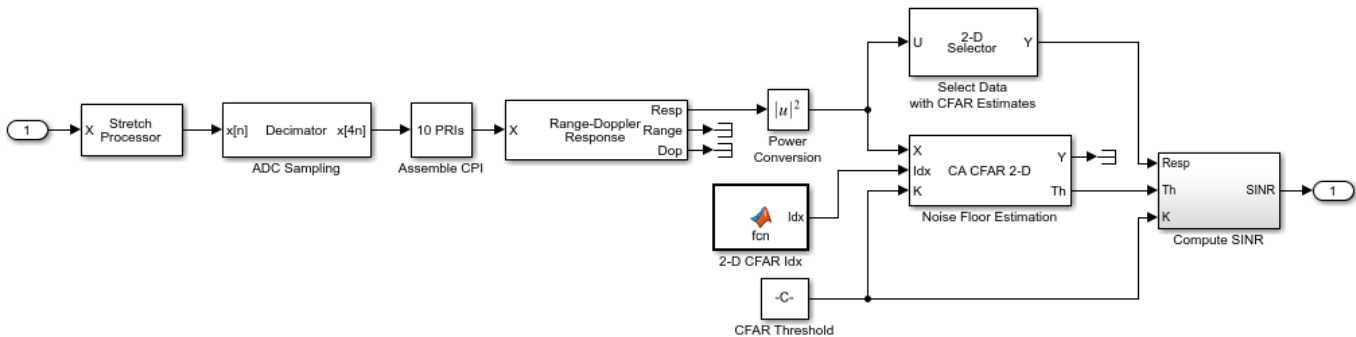 1
X
Stretch
Processor
x[n]
Decimator
x[4n]
ADC Sampling
10 PRIs
Assemble CPI
X
Range-Doppler
Response
Resp
Range
Dop
|u|²
Power
Conversion
U
2-D
Selector
Y
Select Data
with CFAR Estimates
X
Idx
K
CA CFAR 2-D
Y
Th
Noise Floor Estimation
Idx
fcn
2-D CFAR Idx
-C-
CFAR Threshold
Resp
Th
K
SINR
Compute SINR
1